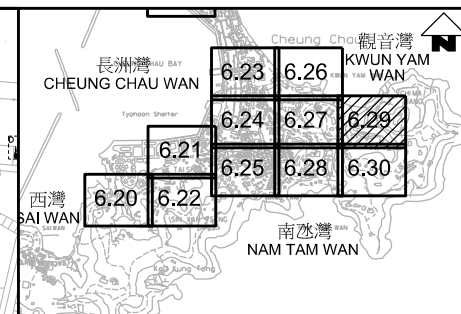 Cheung Chau
觀音灣
KWUN YAM
WAN
N
長洲灣
CHEUNG CHAU WAN
6.23
6.26
Typhoon Shelter
6.24
6.27
6.29
6.21
6.25
6.28
6.30
西灣
SAI WAN
6.20
6.22
南氹灣
NAM TAM WAN